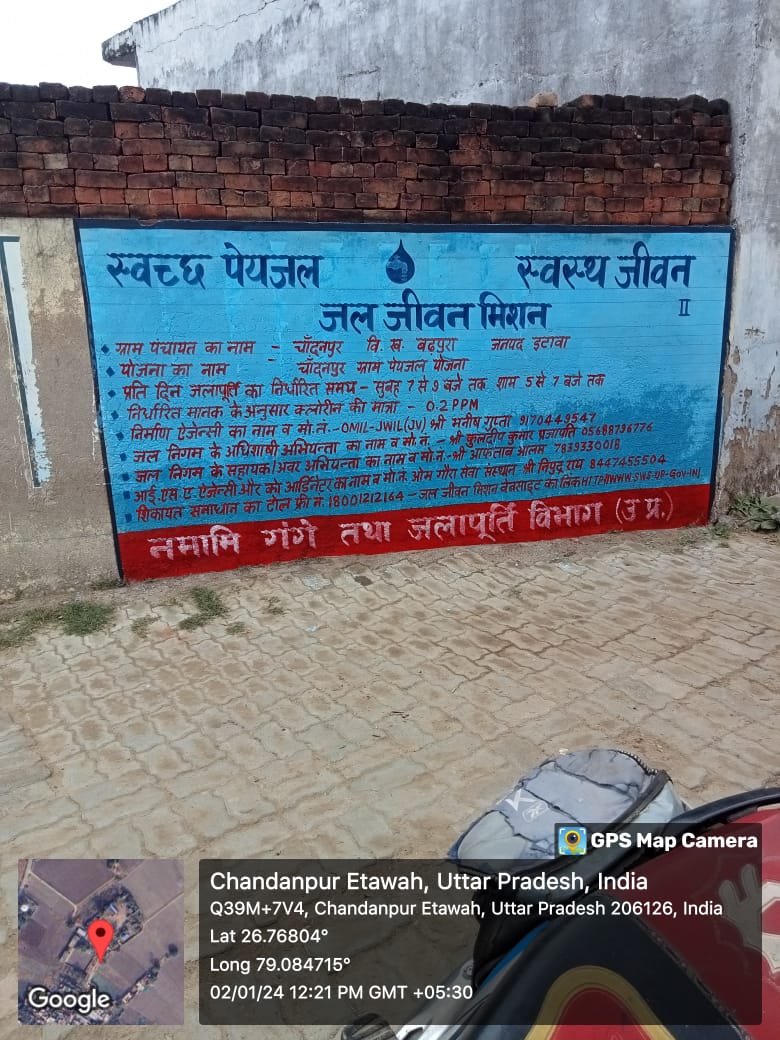 स्वच्छ पेयजल स्वस्थ जीवन
जल जीवन मिशन II
ग्राम पंचायत का नाम - चाँदनपुर वि. ख. बढ़पुरा जनपद इटावा
योजना का नाम - चाँदनपुर ग्राम पेयजल योजना
प्रति दिन जलापूर्ति का निर्धारित समय - सुबह 7 से 9 बजे तक शाम 5 से 7 बजे तक
निर्धारित मानक के अनुसार क्लोरीन की मात्रा - 0.2 PPM
निर्माण ऐजेन्सी का नाम व मो.नं.-OMIL-JWIL(JV) श्री मनीष गुप्ता 9170449547
जल निगम के अधिशाषी अभियन्ता का नाम व मो.नं. - श्री कुलदीप कुमार प्रजापति 05688796776
जल निगम के सहायक/अवर अभियन्ता का नाम व मो.नं.-श्री आफताब आलम 7839330018
आई.एस.ए. ऐजेन्सी और को आर्डिनेटर का नाम व मो.नं. ओम गौरा सेवा संस्थान श्री निपुद्र राय 8447455504
शिकायत समाधान का टोल फ्री नं. 18001212164 - जल जीवन मिशन वेबसाइट का लिंक HTTP//WWW.SWS-UP-Gov-IN/
नमामि गंगे तथा जलापूर्ति विभाग (उ प्र.)
GPS Map Camera
Chandanpur Etawah, Uttar Pradesh, India
Q39M+7V4, Chandanpur Etawah, Uttar Pradesh 206126, India
Lat 26.76804°
Long 79.084715°
02/01/24 12:21 PM GMT +05:30
Google